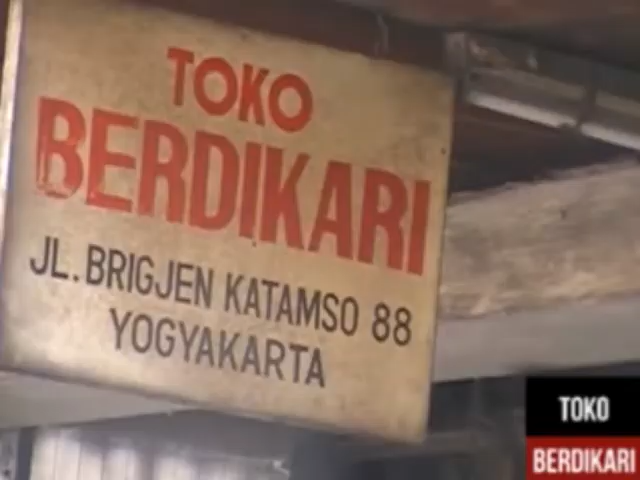 TOKO
BERDIKARI
JL. BRIGJEN KATAMSO 88
YOGYAKARTA
TOKO
BERDIKARI